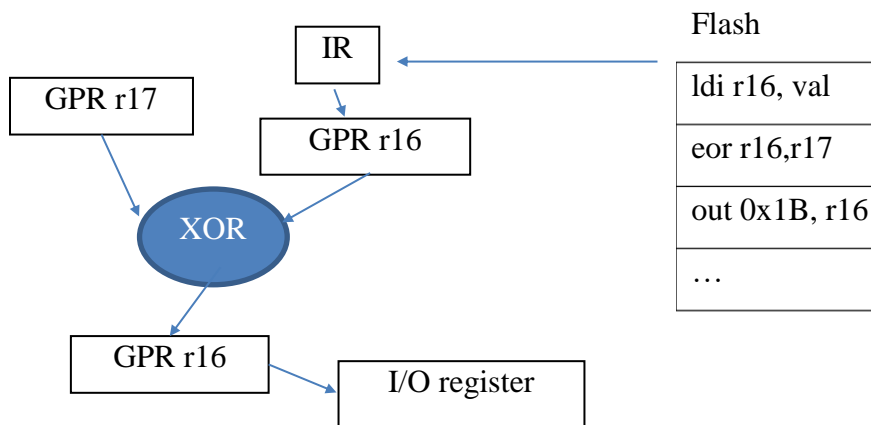 Flash
IR
ldi r16, val
GPR r17
GPR r16
eor r16,r17
out 0x1B, r16
XOR
…
GPR r16
I/O register